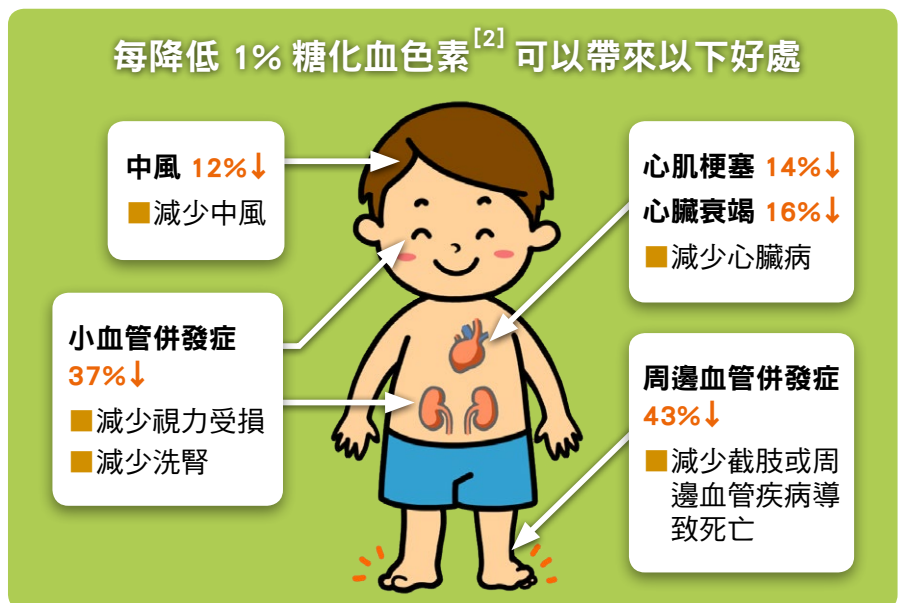 每降低 1% 糖化血色素[2] 可以帶來以下好處
中風 12%↓
■減少中風
小血管併發症
37%↓
■減少視力受損
■減少洗腎
心肌梗塞 14%↓
心臟衰竭 16%↓
■減少心臟病
周邊血管併發症
43%↓
■減少截肢或周
邊血管疾病導
致死亡